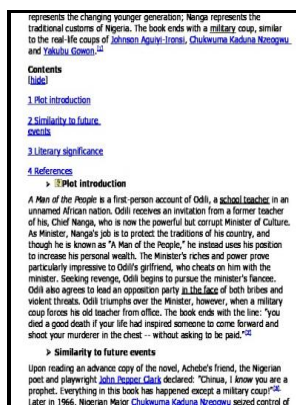 represents the changing younger generation; Nanga represents the
traditional customs of Nigeria. The book ends with a military coup, similar
to the real-life coups of Johnson Aguiyi-Ironsi, Chukwuma Kaduna Nzeogwu
and Yakubu Gowon.[1]
Contents
[hide]
1 Plot introduction
2 Similarity to future
events
3 Literary significance
4 References
➤ Plot introduction
A Man of the People is a first-person account of Odili, a school teacher in an
unnamed African nation. Odili receives an invitation from a former teacher
of his, Chief Nanga, who is now the powerful but corrupt Minister of Culture.
As Minister, Nanga's job is to protect the traditions of his country, and
though he is known as "A Man of the People," he instead uses his position
to increase his personal wealth. The Minister's riches and power prove
particularly impressive to Odili's girlfriend, who cheats on him with the
minister. Seeking revenge, Odili begins to pursue the minister's fiancee.
Odili also agrees to lead an opposition party in the face of both bribes and
violent threats. Odili triumphs over the Minister, however, when a military
coup forces his old teacher from office. The book ends with the line: "you
died a good death if your life had inspired someone to come forward and
shoot your murderer in the chest -- without asking to be paid."
➤ Similarity to future events
Upon reading an advance copy of the novel, Achebe's friend, the Nigerian
poet and playwright John Pepper Clark declared: "Chinua, I know you are a
prophet. Everything in this book has happened except a military coup!"
Later in 1966, Nigerian Major Chukwuma Kaduna Nzeogwu seized control of